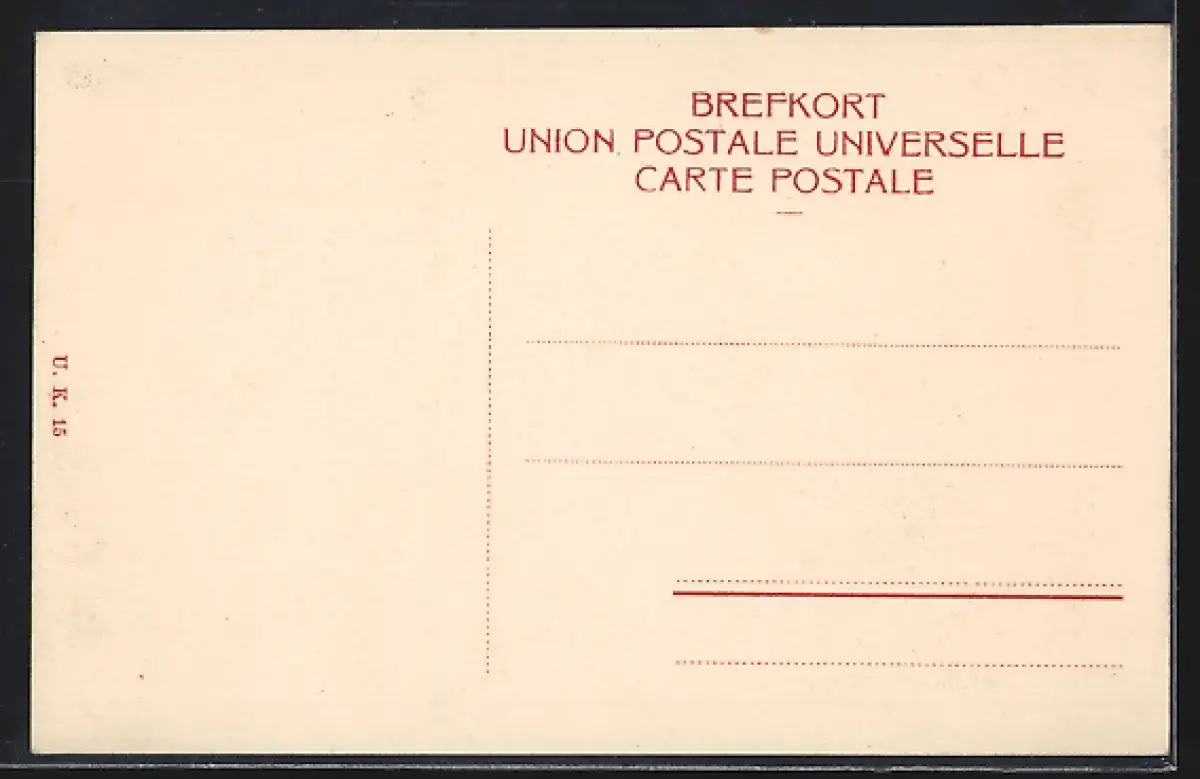 BREFKORT
UNION POSTALE UNIVERSELLE
CARTE POSTALE
U. K. 15